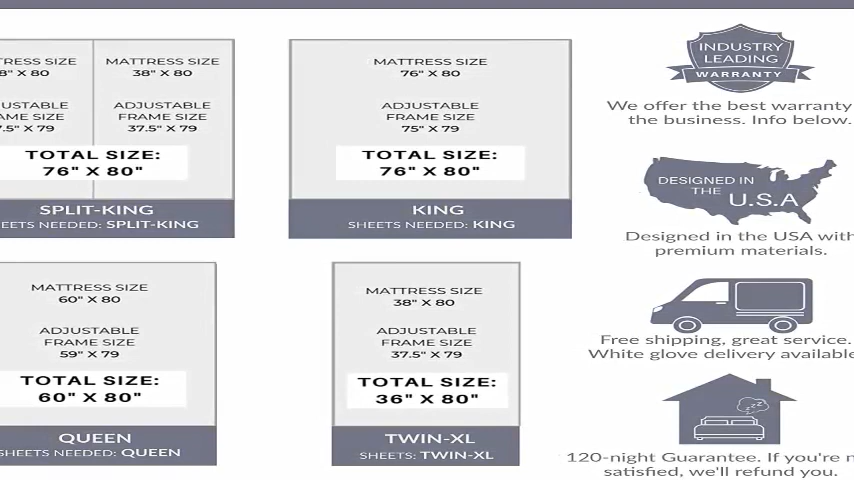 MATTRESS SIZE
38" X 80
ADJUSTABLE
FRAME SIZE
37.5" X 79
TOTAL SIZE:
76" X 80"
SPLIT-KING
SHEETS NEEDED: SPLIT-KING
MATTRESS SIZE
76" X 80
ADJUSTABLE
FRAME SIZE
75" X 79
TOTAL SIZE:
76" X 80"
KING
SHEETS NEEDED: KING
MATTRESS SIZE
60" X 80
ADJUSTABLE
FRAME SIZE
59" X 79
TOTAL SIZE:
60" X 80"
QUEEN
SHEETS NEEDED: QUEEN
MATTRESS SIZE
38" X 80
ADJUSTABLE
FRAME SIZE
37.5" X 79
TOTAL SIZE:
36" X 80"
TWIN-XL
SHEETS: TWIN-XL
INDUSTRY
LEADING
WARRANTY
We offer the best warranty
the business. Info below.
DESIGNED IN
THE
U.S.A
Designed in the USA with
premium materials.
Free shipping, great service.
White glove delivery available
120-night Guarantee. If you're
satisfied, we'll refund you.